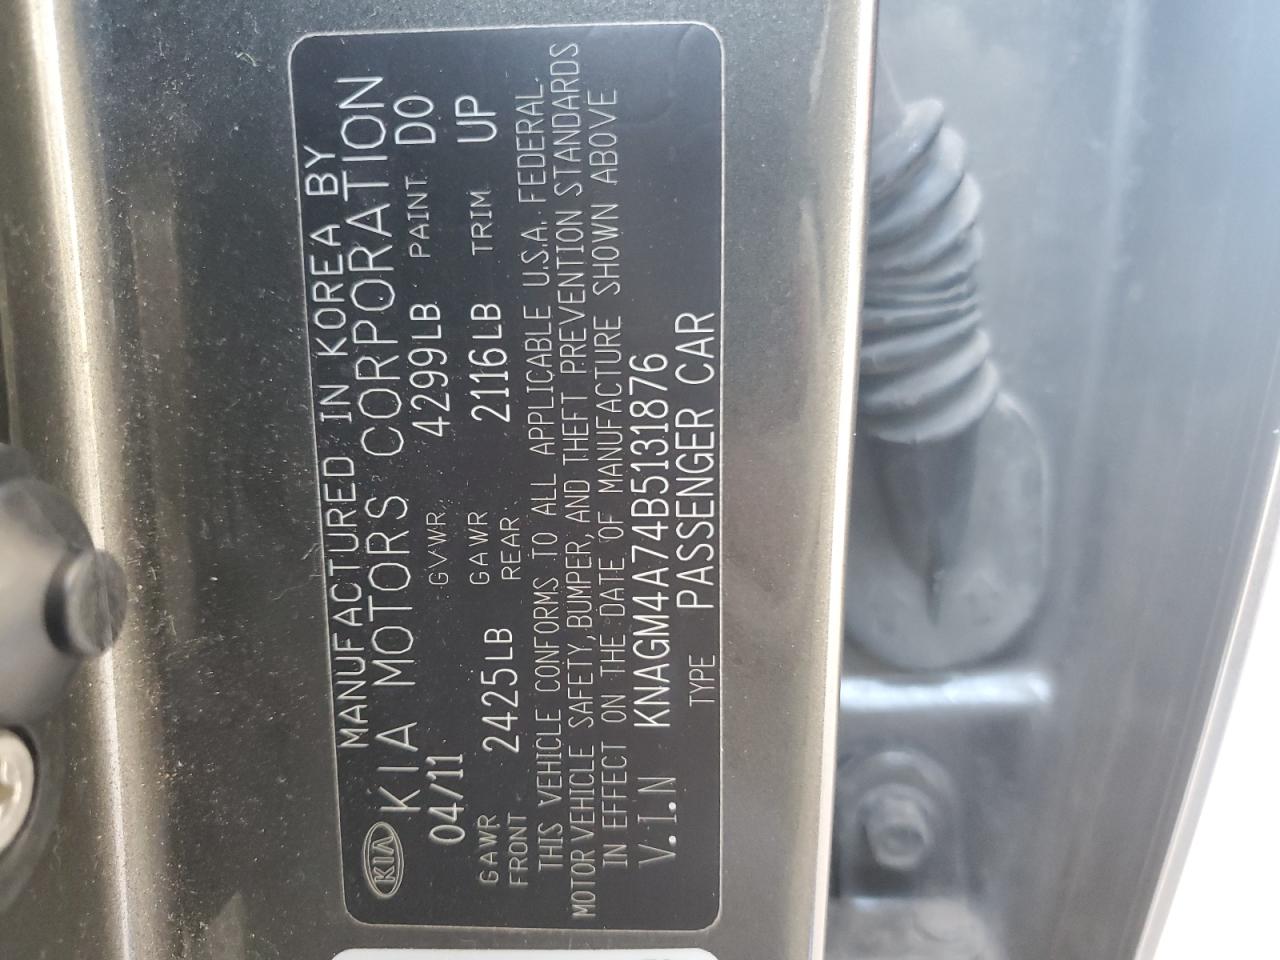 MANUFACTURED IN KOREA BY
KIA KIA MOTORS CORPORATION
04/11 GVWR 4299LB PAINT DO
GAWR FRONT 2425LB GAWR REAR 2116LB TRIM UP
THIS VEHICLE CONFORMS TO ALL APPLICABLE U.S.A. FEDERAL
MOTOR VEHICLE SAFETY, BUMPER, AND THEFT PREVENTION STANDARDS
IN EFFECT ON THE DATE OF MANUFACTURE SHOWN ABOVE
V.I.N KNAGM4A74B5131876
TYPE PASSENGER CAR